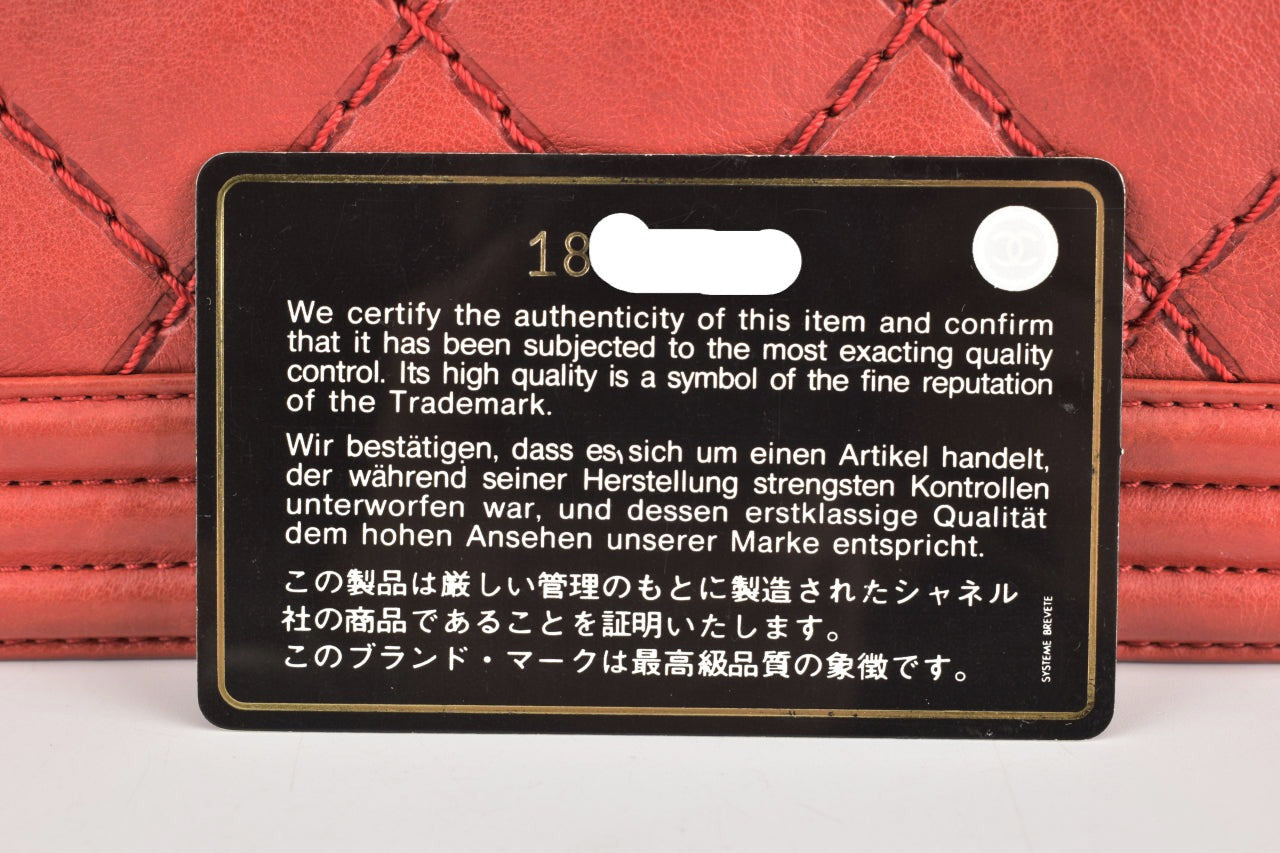 18
We certify the authenticity of this item and confirm
that it has been subjected to the most exacting quality
control. Its high quality is a symbol of the fine reputation
of the Trademark.
Wir bestätigen, dass es sich um einen Artikel handelt,
der während seiner Herstellung strengsten Kontrollen
unterworfen war, und dessen erstklassige Qualität
dem hohen Ansehen unserer Marke entspricht.
この製品は厳しい管理のもとに製造されたシャネル
社の商品であることを証明いたします。
このブランド・マークは最高級品質の象徴です。
SYSTEME BREVETE